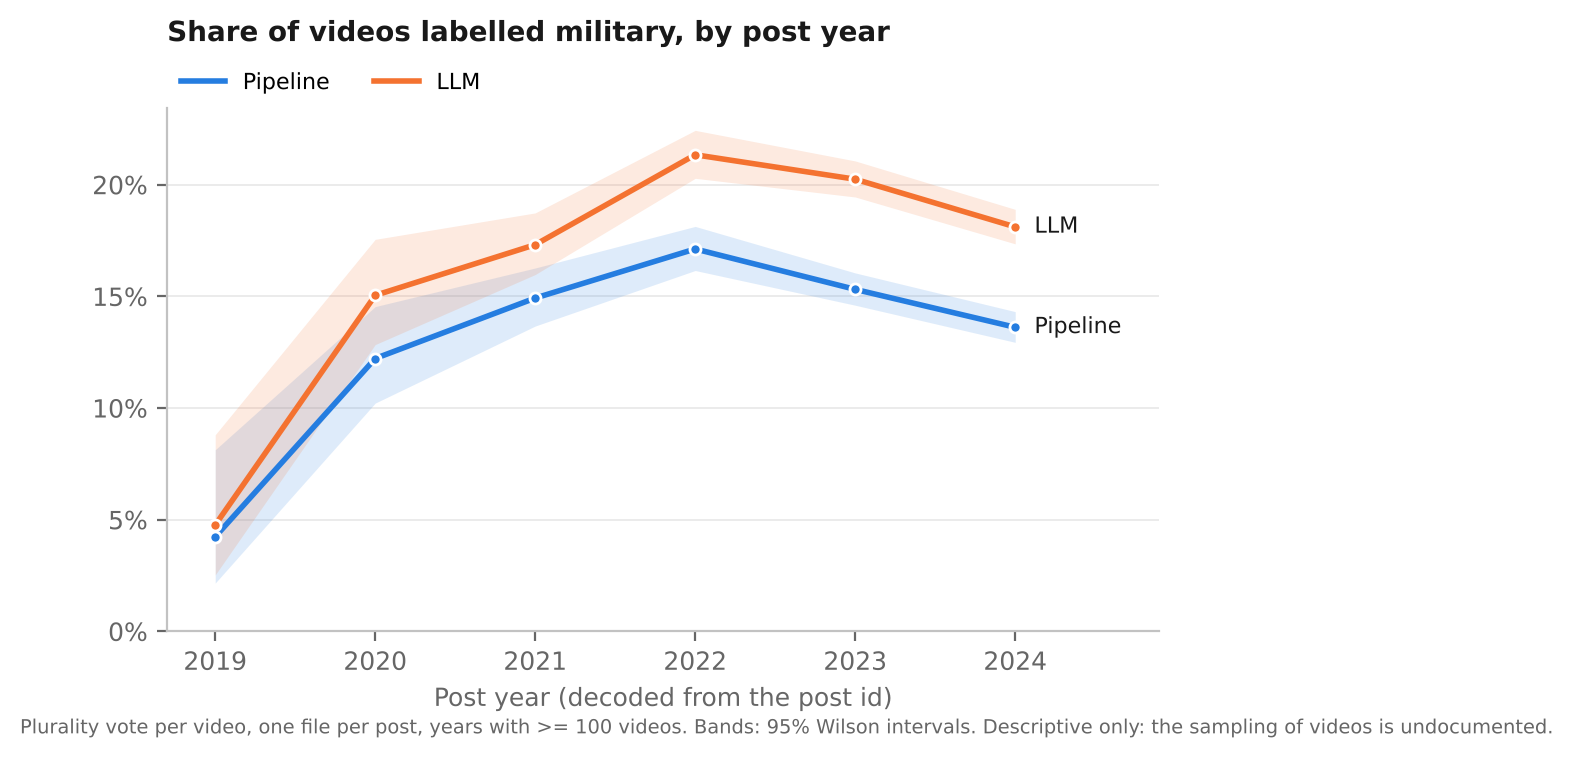 Share of videos labelled military, by post year
Pipeline LLM
20%
15%
10%
5%
0%
LLM
Pipeline
2019 2020 2021 2022 2023 2024
Post year (decoded from the post id)
Plurality vote per video, one file per post, years with >= 100 videos. Bands: 95% Wilson intervals. Descriptive only: the sampling of videos is undocumented.